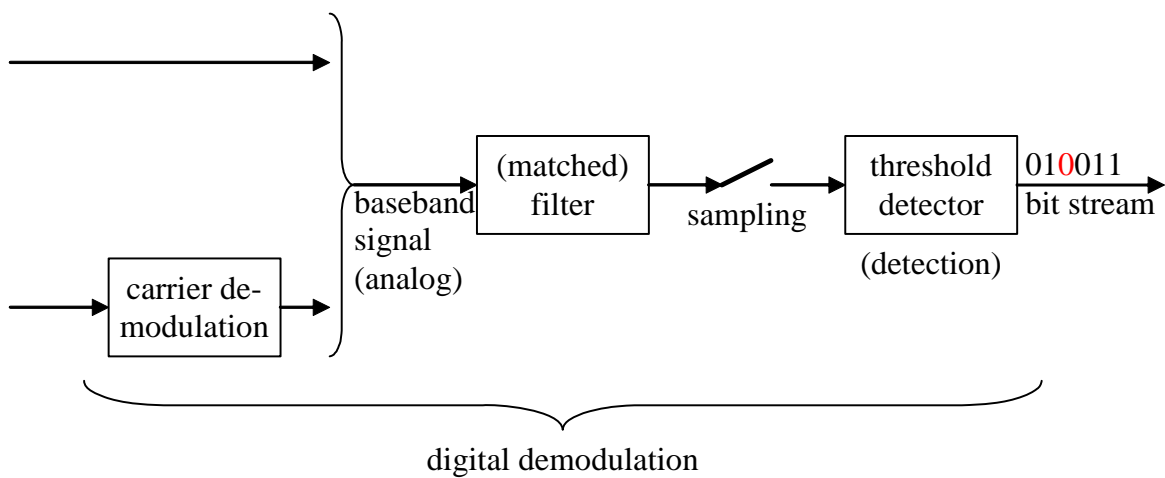 (matched)
filter
threshold
detector
010011
bit stream
baseband
signal
(analog)
sampling
(detection)
carrier de-
modulation
digital demodulation